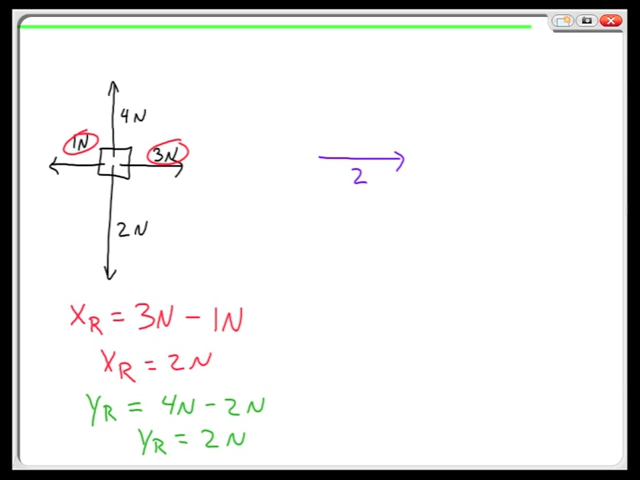 4N
1N
3N
2
2N
XR = 3N - 1N
XR = 2N
YR = 4N - 2N
YR = 2N